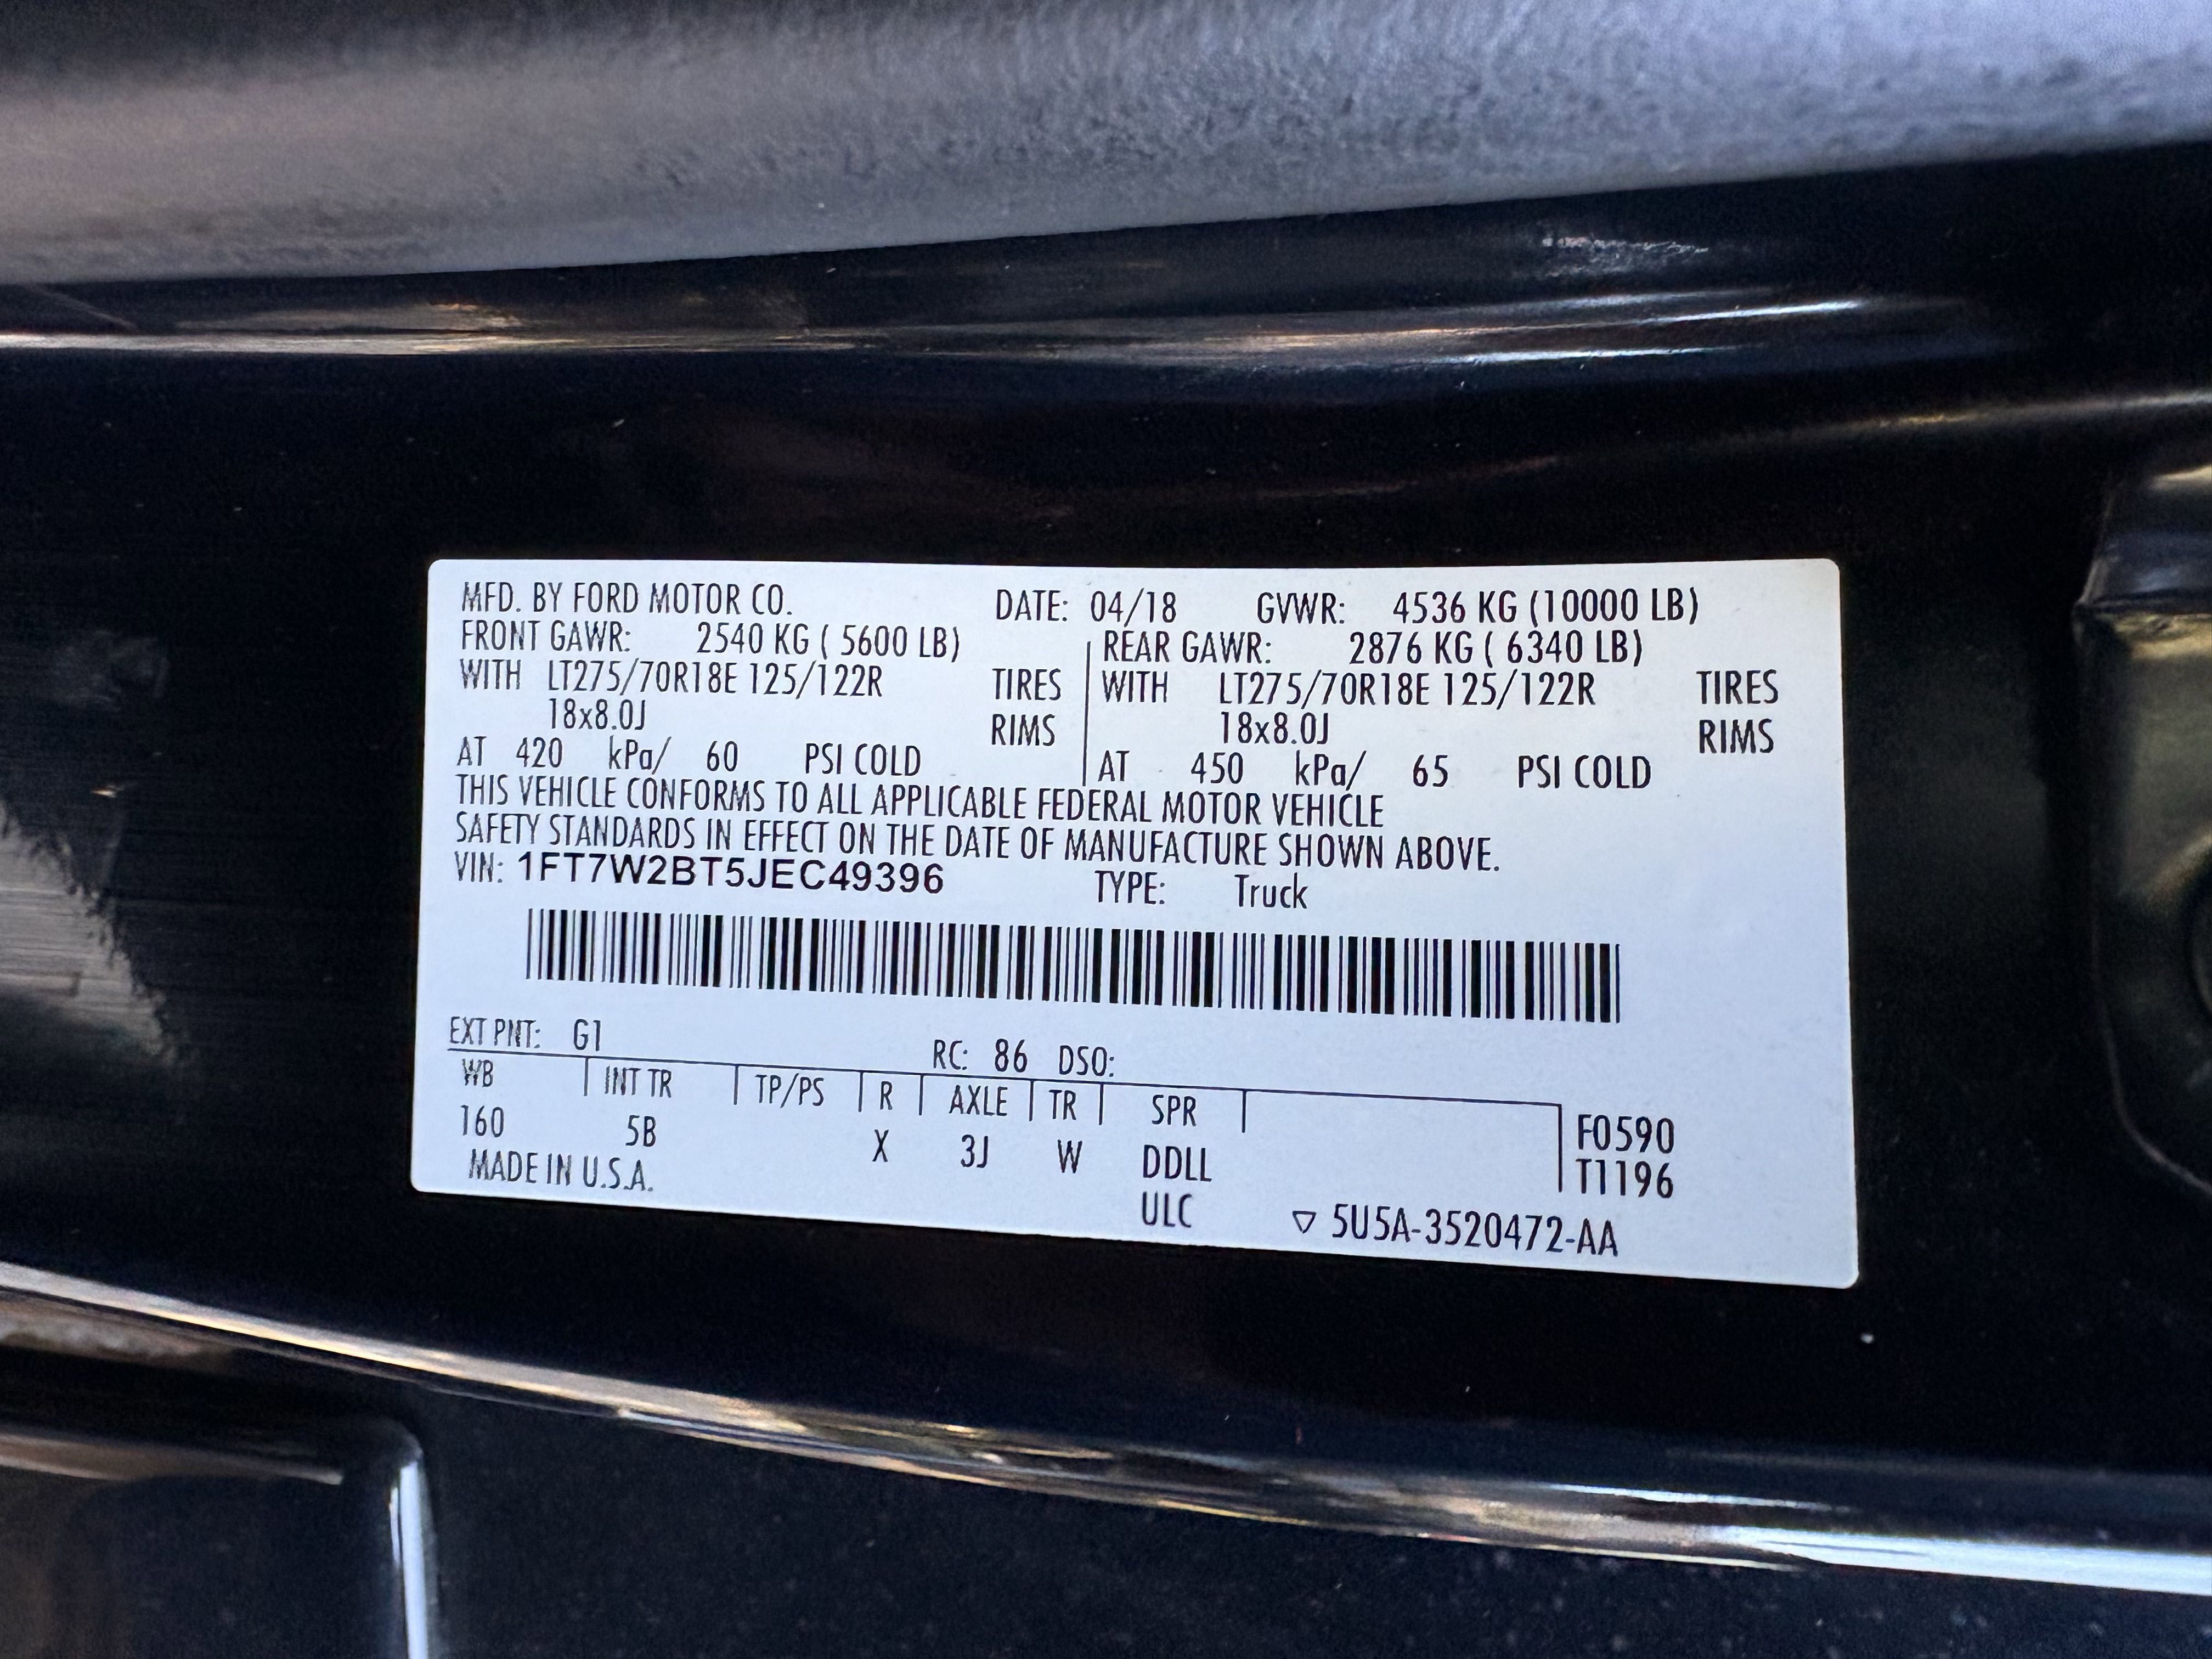 MFD. BY FORD MOTOR CO. DATE: 04/18 GVWR: 4536 KG (10000 LB)
FRONT GAWR: 2540 KG ( 5600 LB) REAR GAWR: 2876 KG ( 6340 LB)
WITH LT275/70R18E 125/122R TIRES WITH LT275/70R18E 125/122R TIRES
18x8.0J RIMS 18x8.0J RIMS
AT 420 kPa/ 60 PSI COLD AT 450 kPa/ 65 PSI COLD
THIS VEHICLE CONFORMS TO ALL APPLICABLE FEDERAL MOTOR VEHICLE
SAFETY STANDARDS IN EFFECT ON THE DATE OF MANUFACTURE SHOWN ABOVE.
VIN: 1FT7W2BT5JEC49396 TYPE: Truck
EXT PNT: G1 RC: 86 DSO:
WB INT TR TP/PS R AXLE TR SPR F0590
160 5B X 3J W DDLL T1196
MADE IN U.S.A. ULC ▽ 5U5A-3520472-AA